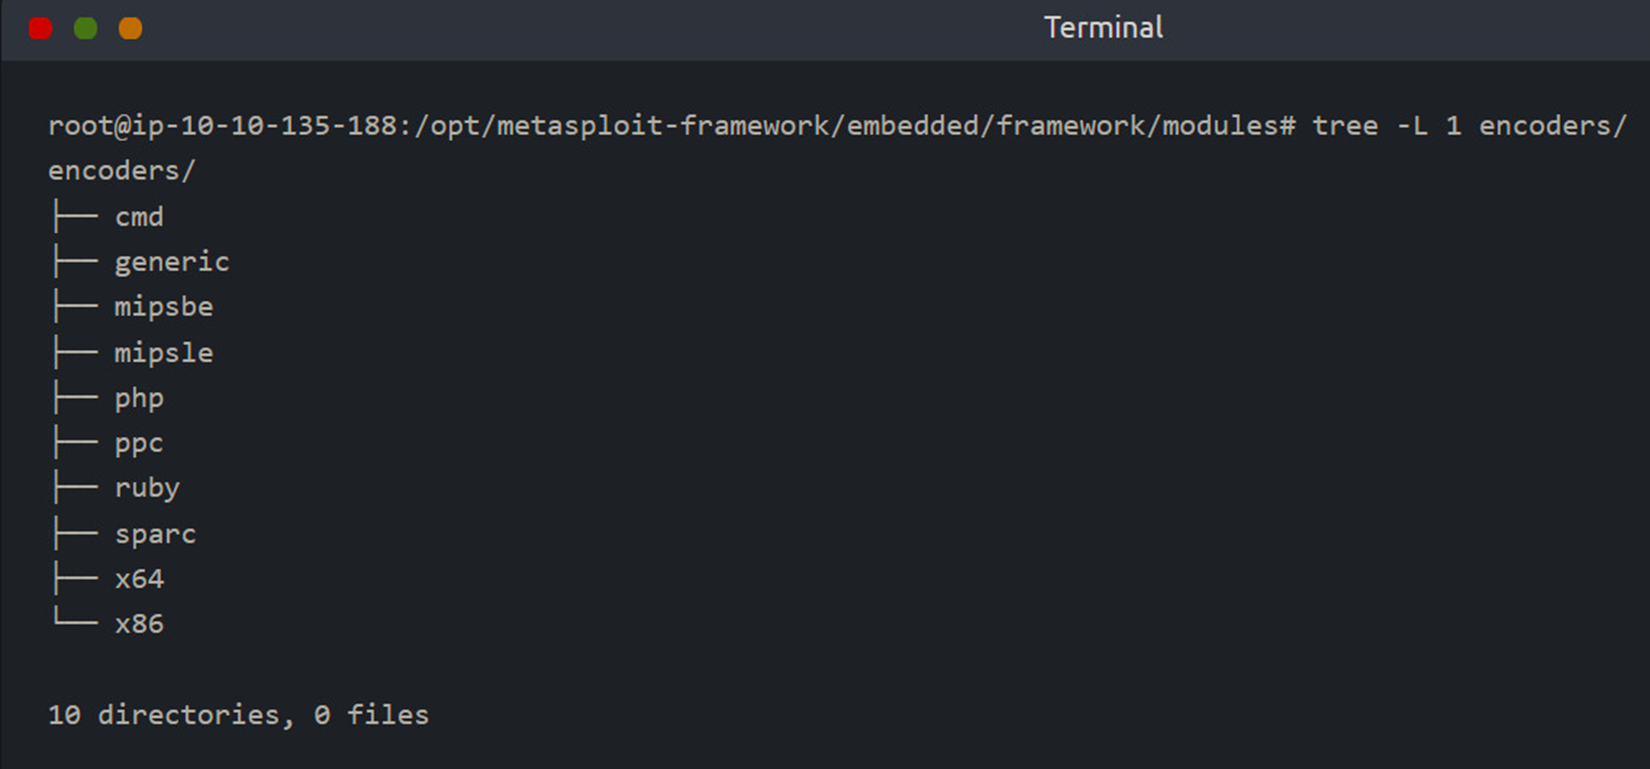 Terminal
root@ip-10-10-135-188:/opt/metasploit-framework/embedded/framework/modules# tree -L 1 encoders/
encoders/
├── cmd
├── generic
├── mipsbe
├── mipsle
├── php
├── ppc
├── ruby
├── sparc
├── x64
└── x86
10 directories, 0 files